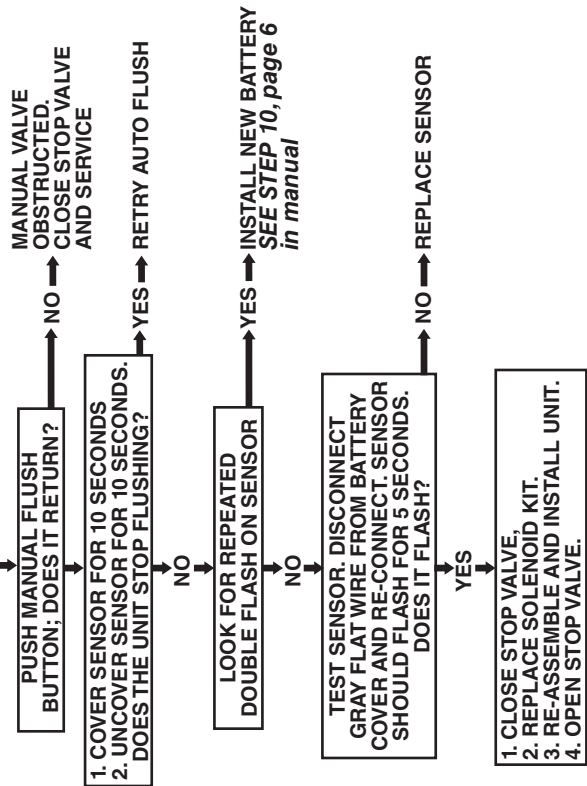 PUSH MANUAL FLUSH
BUTTON; DOES IT RETURN?
NO
MANUAL VALVE
OBSTRUCTED.
CLOSE STOP VALVE
AND SERVICE
1. COVER SENSOR FOR 10 SECONDS
2. UNCOVER SENSOR FOR 10 SECONDS.
DOES THE UNIT STOP FLUSHING?
YES
RETRY AUTO FLUSH
NO
LOOK FOR REPEATED
DOUBLE FLASH ON SENSOR
YES
INSTALL NEW BATTERY
SEE STEP 10, page 6
in manual
NO
TEST SENSOR. DISCONNECT
GRAY FLAT WIRE FROM BATTERY
COVER AND RE-CONNECT. SENSOR
SHOULD FLASH FOR 5 SECONDS.
DOES IT FLASH?
NO
REPLACE SENSOR
YES
1. CLOSE STOP VALVE,
2. REPLACE SOLENOID KIT.
3. RE-ASSEMBLE AND INSTALL UNIT.
4. OPEN STOP VALVE.